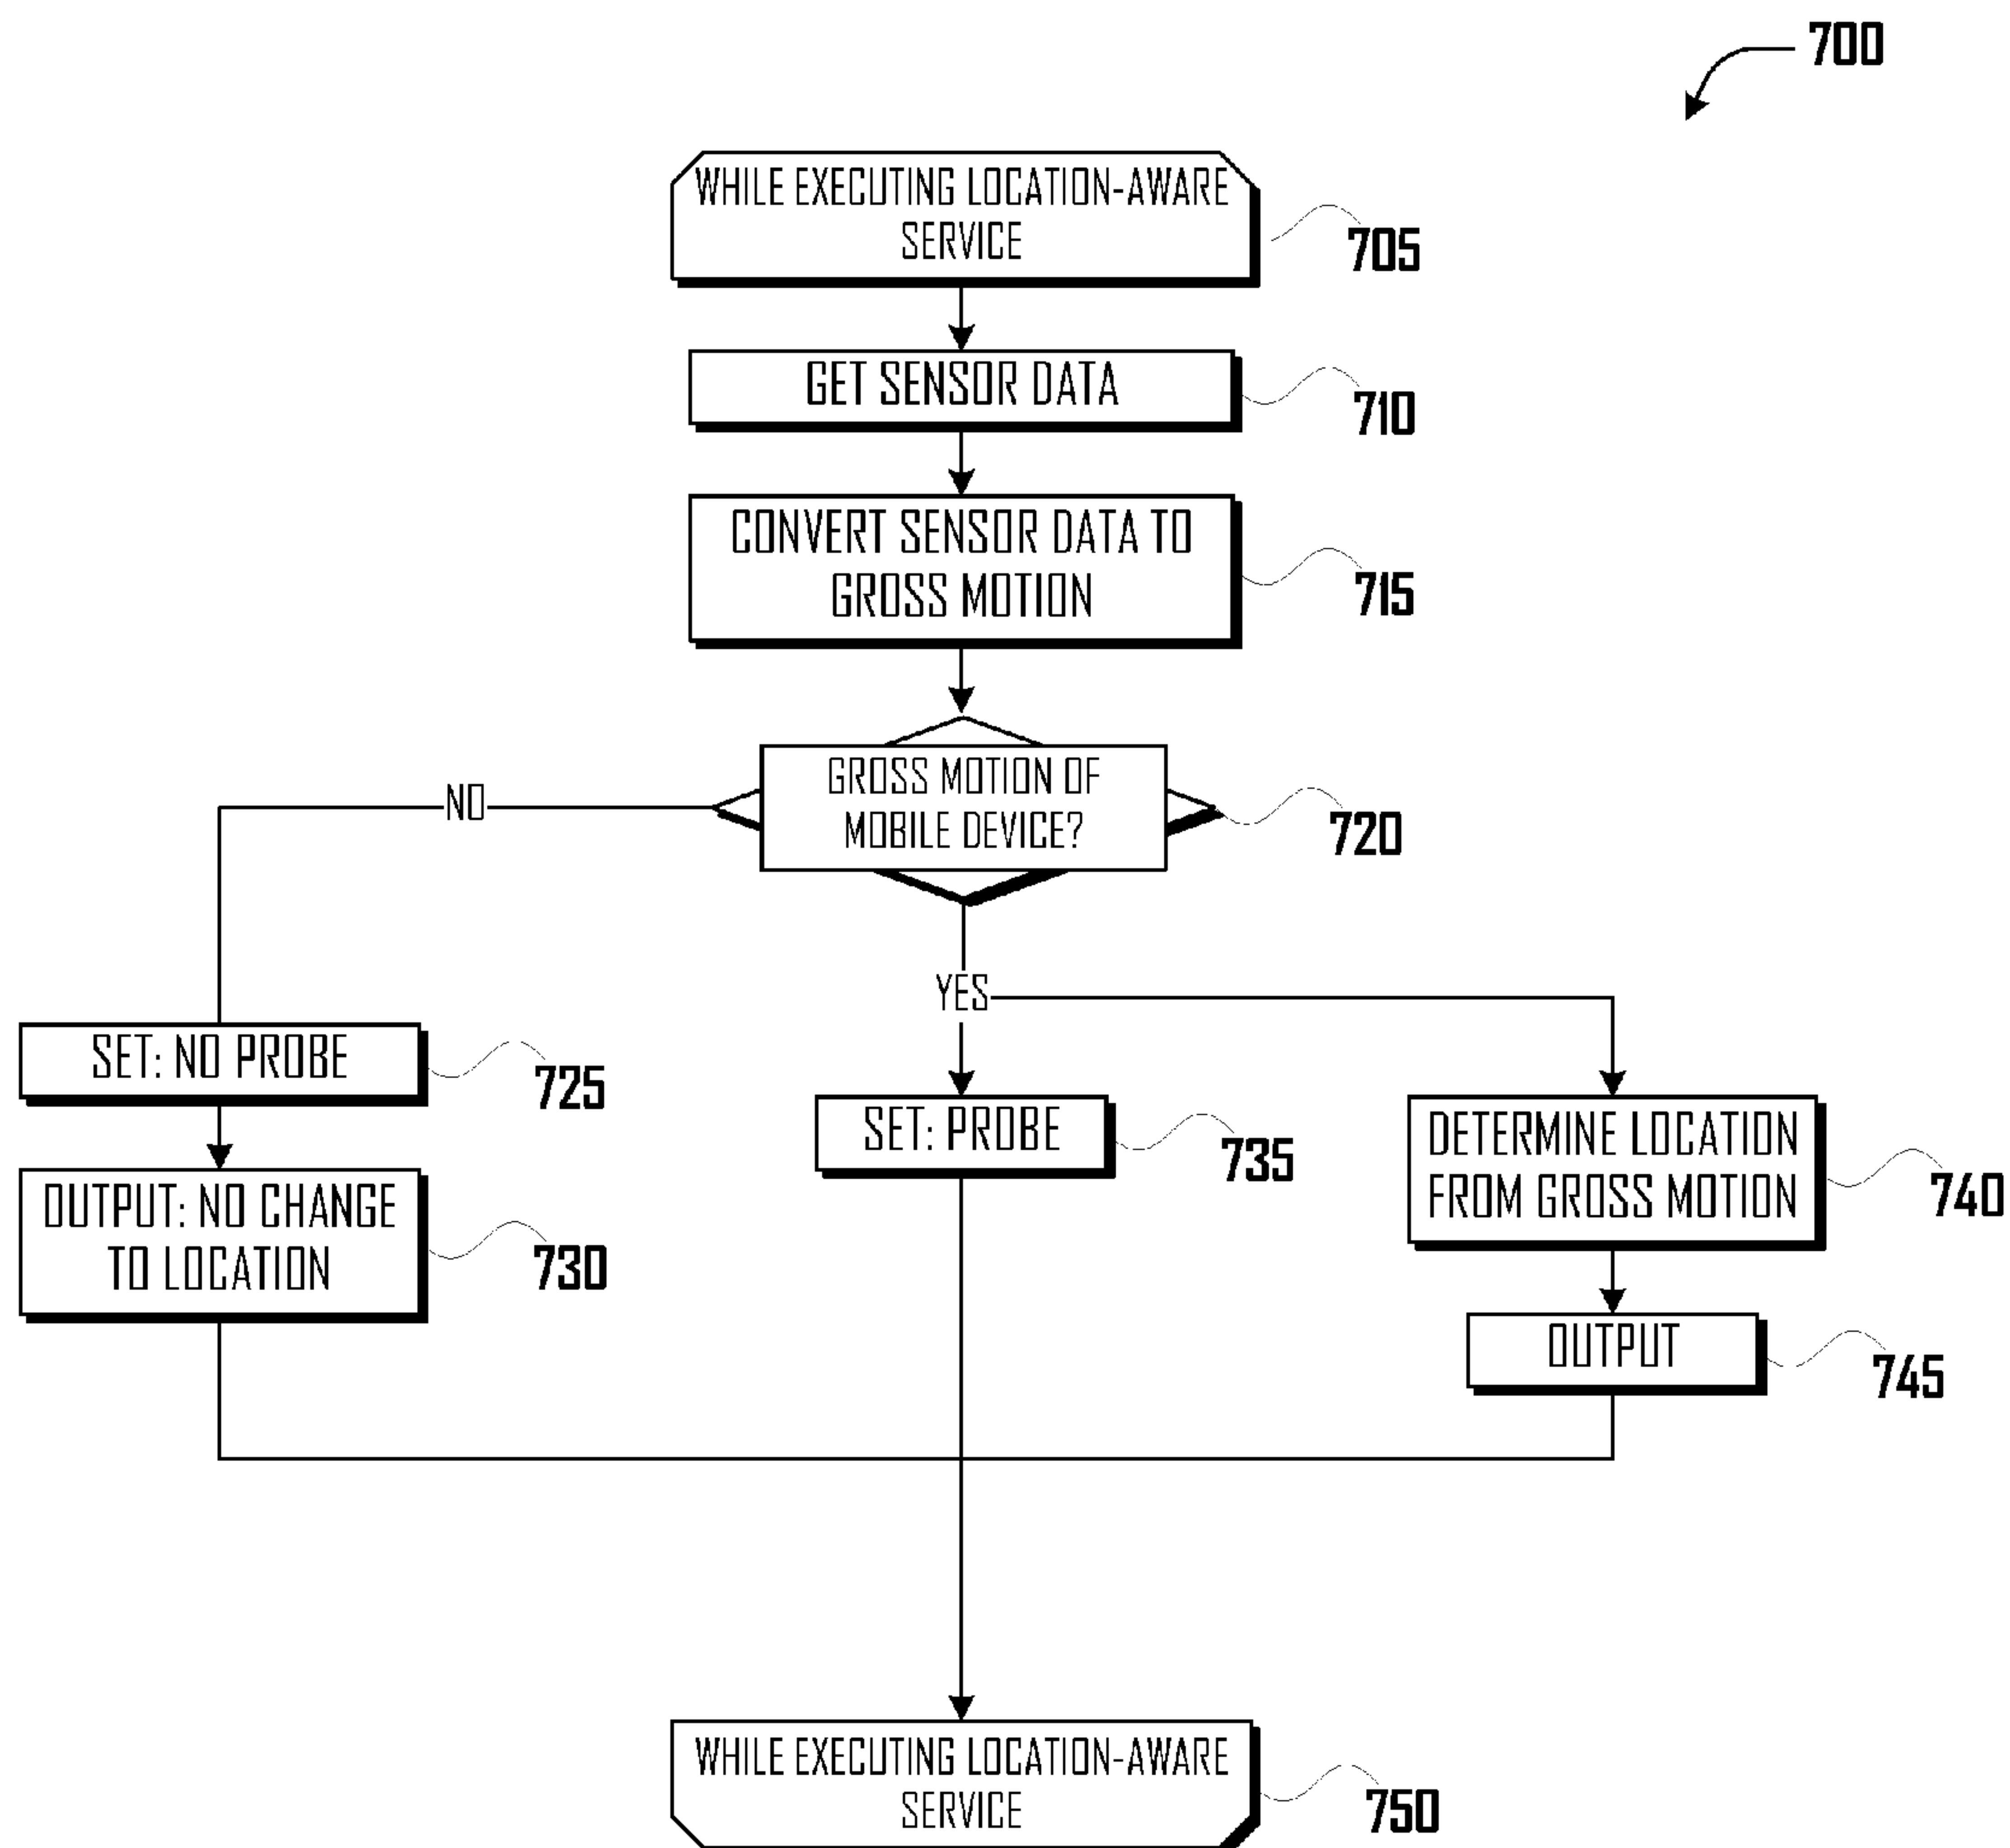 700
WHILE EXECUTING LOCATION-AWARE
SERVICE
705
GET SENSOR DATA
710
CONVERT SENSOR DATA TO
GROSS MOTION
715
GROSS MOTION OF
MOBILE DEVICE?
720
NO
YES
SET: NO PROBE
725
OUTPUT: NO CHANGE
TO LOCATION
730
SET: PROBE
735
DETERMINE LOCATION
FROM GROSS MOTION
740
OUTPUT
745
WHILE EXECUTING LOCATION-AWARE
SERVICE
750